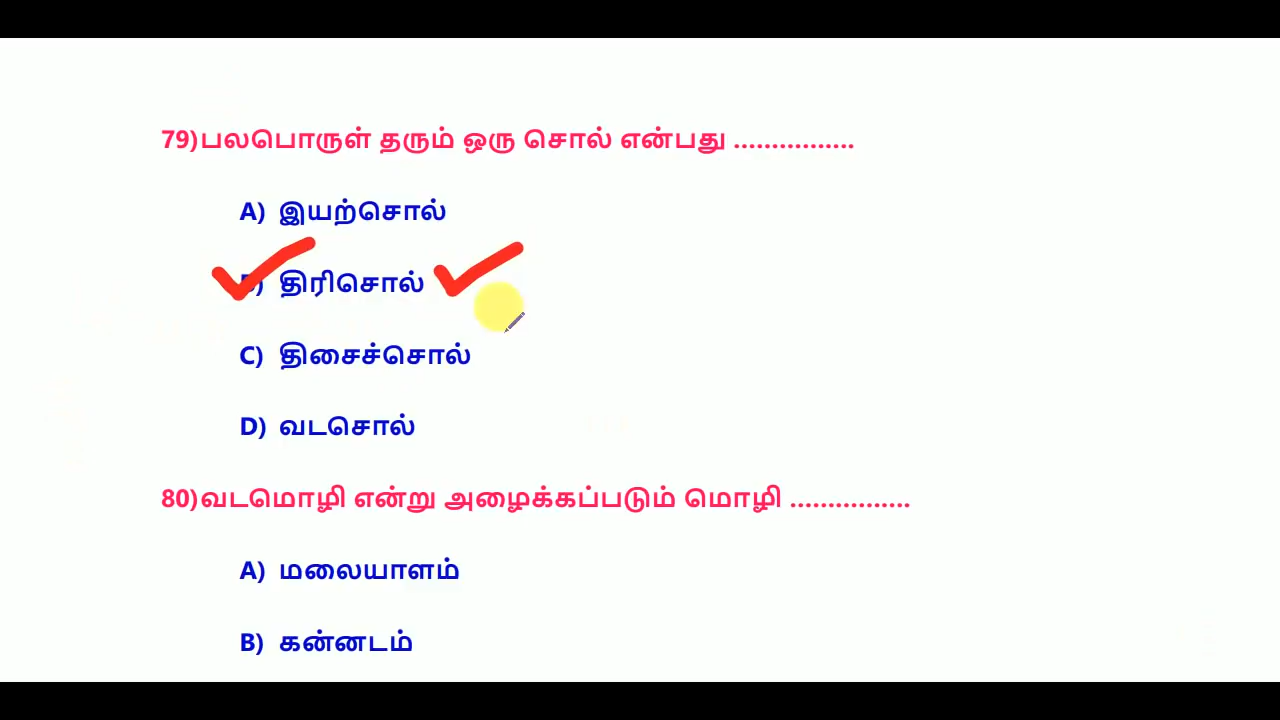 79)பலபொருள் தரும் ஒரு சொல் என்பது ................
A) இயற்சொல்
B) திரிசொல்
C) திசைச்சொல்
D) வடசொல்
80)வடமொழி என்று அழைக்கப்படும் மொழி ................
A) மலையாளம்
B) கன்னடம்